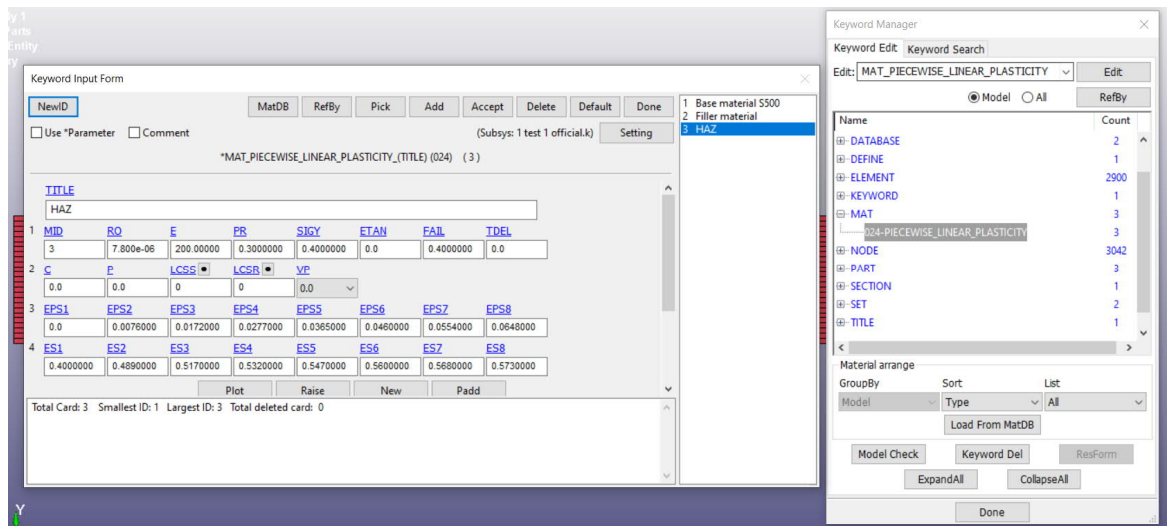 Keyword Input Form
NewID MatDB RefBy Pick Add Accept Delete Default Done
Use *Parameter Comment (Subsys: 1 test 1 official.k) Setting
*MAT_PIECEWISE_LINEAR_PLASTICITY_(TITLE) (024) (3)
TITLE
HAZ
1 MID RO E PR SIGY ETAN FAIL TDEL
3 7.800e-06 200.00000 0.3000000 0.4000000 0.0 0.4000000 0.0
2 C P LCSS LCSR VP
0.0 0.0 0 0 0.0
3 EPS1 EPS2 EPS3 EPS4 EPS5 EPS6 EPS7 EPS8
0.0 0.0076000 0.0172000 0.0277000 0.0365000 0.0460000 0.0554000 0.0648000
4 ES1 ES2 ES3 ES4 ES5 ES6 ES7 ES8
0.4000000 0.4890000 0.5170000 0.5320000 0.5470000 0.5600000 0.5680000 0.5730000
Plot Raise New Padd
Total Card: 3 Smallest ID: 1 Largest ID: 3 Total deleted card: 0
1 Base material S500
2 Filler material
3 HAZ
Y
Keyword Manager
Keyword Edit Keyword Search
Edit: MAT_PIECEWISE_LINEAR_PLASTICITY Edit
Model All RefBy
Name Count
DATABASE 2
DEFINE 1
ELEMENT 2900
KEYWORD 1
MAT 3
024-PIECEWISE_LINEAR_PLASTICITY 3
NODE 3042
PART 3
SECTION 1
SET 2
TITLE 1
Material arrange
GroupBy Sort List
Model Type All
Load From MatDB
Model Check Keyword Del ResForm
ExpandAll CollapseAll
Done